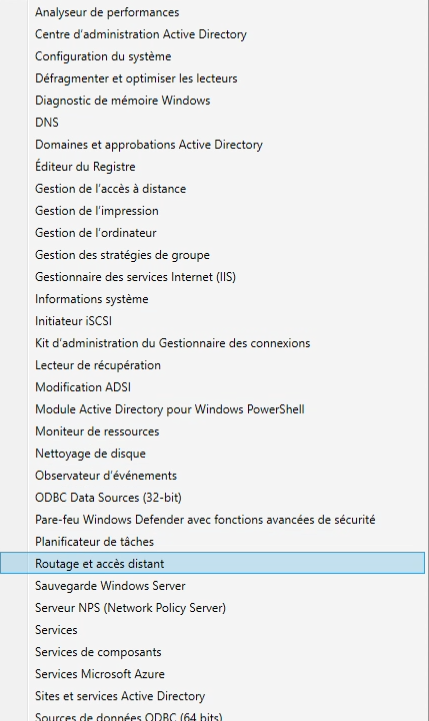 Analyseur de performances
Centre d'administration Active Directory
Configuration du système
Défragmenter et optimiser les lecteurs
Diagnostic de mémoire Windows
DNS
Domaines et approbations Active Directory
Éditeur du Registre
Gestion de l'accès à distance
Gestion de l'impression
Gestion de l'ordinateur
Gestion des stratégies de groupe
Gestionnaire des services Internet (IIS)
Informations système
Initiateur iSCSI
Kit d'administration du Gestionnaire des connexions
Lecteur de récupération
Modification ADSI
Module Active Directory pour Windows PowerShell
Moniteur de ressources
Nettoyage de disque
Observateur d'événements
ODBC Data Sources (32-bit)
Pare-feu Windows Defender avec fonctions avancées de sécurité
Planificateur de tâches
Routage et accès distant
Sauvegarde Windows Server
Serveur NPS (Network Policy Server)
Services
Services de composants
Services Microsoft Azure
Sites et services Active Directory
Sources de données ODBC (64 bits)